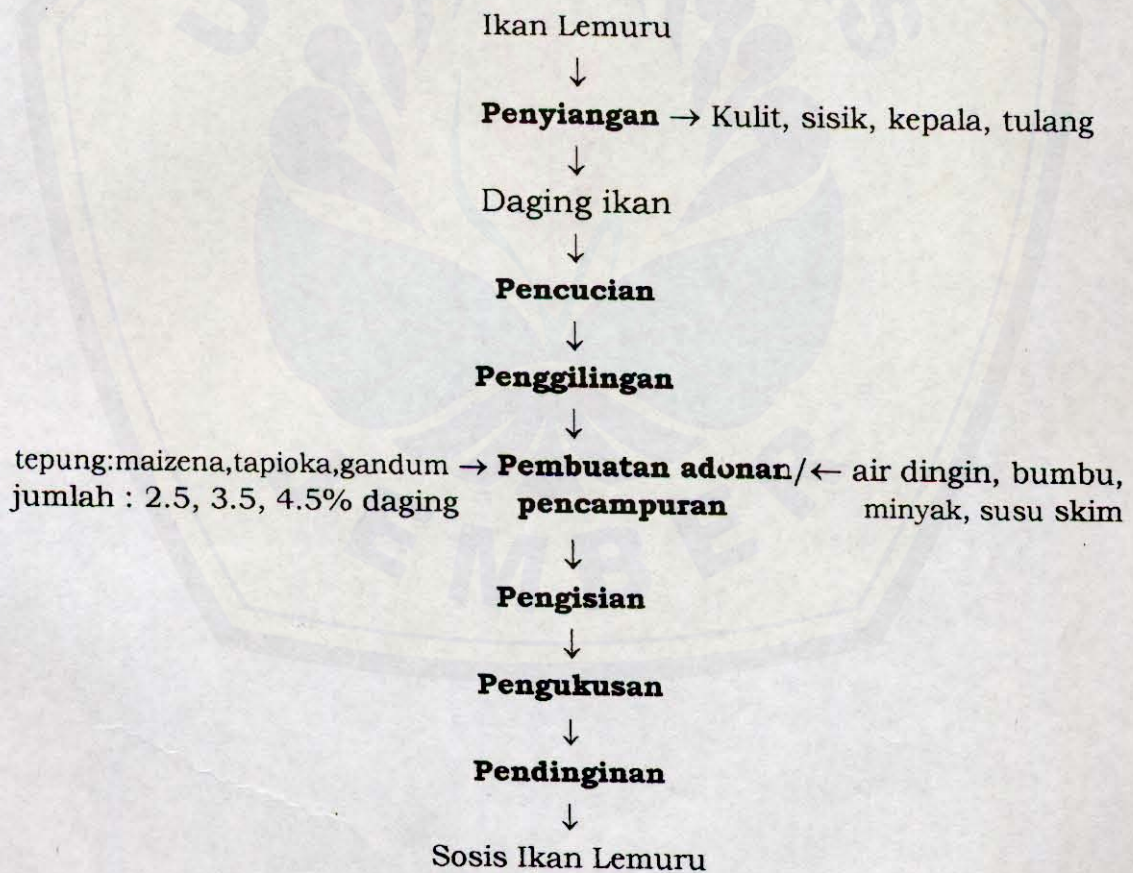 Ikan Lemuru
↓
Penyiangan → Kulit, sisik, kepala, tulang
↓
Daging ikan
↓
Pencucian
↓
Penggilingan
↓
tepung:maizena,tapioka,gandum → Pembuatan adonan/← air dingin, bumbu,
jumlah : 2.5, 3.5, 4.5% daging pencampuran minyak, susu skim
↓
Pengisian
↓
Pengukusan
↓
Pendinginan
↓
Sosis Ikan Lemuru